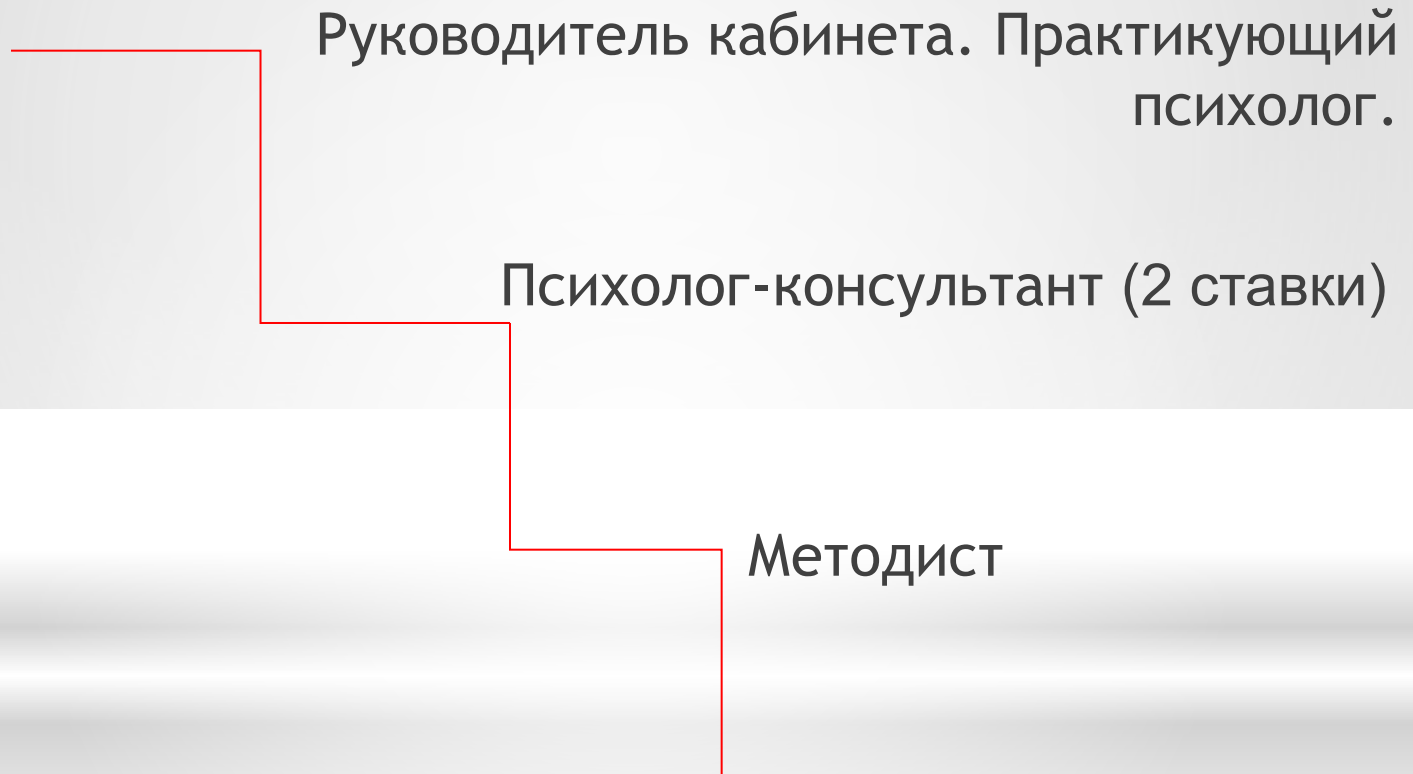 Руководитель кабинета. Практикующий
психолог.
Психолог-консультант (2 ставки)
Методист